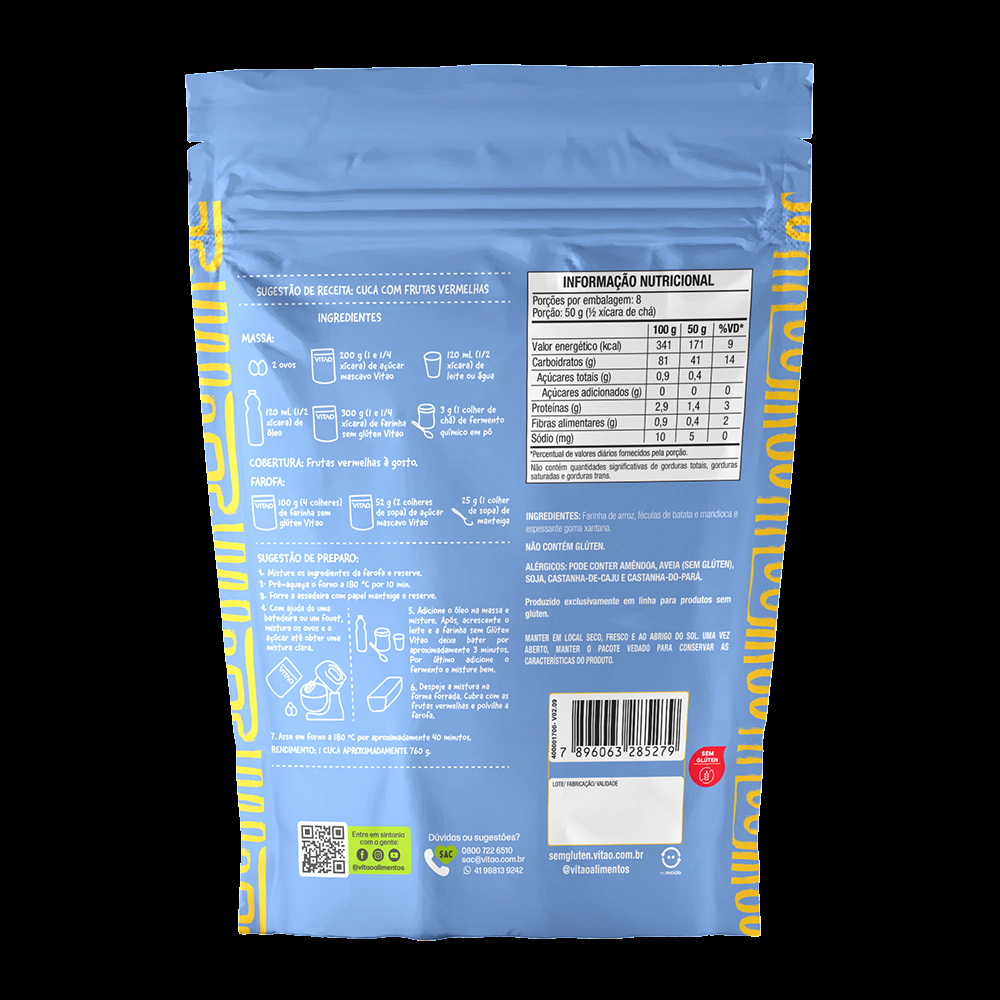 SUGESTÃO DE RECEITA: CUCA COM FRUTAS VERMELHAS
INGREDIENTES
MASSA:
2 ovos
VITAO
200 g (1 e 1/4
xícara) de açúcar
mascavo Vitao
120 mL (1/2
xícara) de
leite ou água
120 mL (1/2
xícara) de
óleo
VITAO
300 g (1 e 1/4
xícara) de farinha
sem glúten Vitao
3 g (1 colher de
chá) de fermento
químico em pó
COBERTURA: Frutas vermelhas à gosto.
FAROFA:
VITAO
100 g (4 colheres)
de farinha sem
glúten Vitao
VITAO
52 g (2 colheres
de sopa) de açúcar
mascavo Vitao
25 g (1 colher
de sopa) de
manteiga
SUGESTÃO DE PREPARO:
1. Misture os ingredientes da farofa e reserve.
2. Pré-aqueça o forno a 180 °C por 10 min.
3. Forre a assadeira com papel manteiga e reserve.
4. Com ajuda de uma
batedeira ou um fouet,
misture os ovos e o
açúcar até obter uma
mistura clara.
VITAO
5. Adicione o óleo na massa e
misture. Após, acrescente o
leite e a farinha sem Glúten
Vitao deixe bater por
aproximadamente 3 minutos.
Por último adicione o
fermento e misture bem.
6. Despeje a mistura na
forma forrada. Cubra com as
frutas vermelhas e polvilhe a
farofa.
7. Asse em forno a 180 °C por aproximadamente 40 minutos.
RENDIMENTO: 1 CUCA APROXIMADAMENTE 760 g.
Entre em sintonia
com a gente:
@vitaoalimentos
Dúvidas ou sugestões?
SAC
0800 722 6510
sac@vitao.com.br
41 98813 9242
INFORMAÇÃO NUTRICIONAL
Porções por embalagem: 8
Porção: 50 g (½ xícara de chá)
100 g 50 g %VD*
Valor energético (kcal) 341 171 9
Carboidratos (g) 81 41 14
Açúcares totais (g) 0,9 0,4
Açúcares adicionados (g) 0 0 0
Proteínas (g) 2,9 1,4 3
Fibras alimentares (g) 0,9 0,4 2
Sódio (mg) 10 5 0
*Percentual de valores diários fornecidos pela porção.
Não contém quantidades significativas de gorduras totais, gorduras
saturadas e gorduras trans.
INGREDIENTES: Farinha de arroz, féculas de batata e mandioca e
espessante goma xantana.
NÃO CONTÉM GLÚTEN.
ALÉRGICOS: PODE CONTER AMÊNDOA, AVEIA (SEM GLÚTEN),
SOJA, CASTANHA-DE-CAJU E CASTANHA-DO-PARÁ.
Produzido exclusivamente em linha para produtos sem
glúten.
MANTER EM LOCAL SECO, FRESCO E AO ABRIGO DO SOL. UMA VEZ
ABERTO, MANTER O PACOTE VEDADO PARA CONSERVAR AS
CARACTERÍSTICAS DO PRODUTO.
400001700- V02.09
7 896063 285279
SEM
GLÚTEN
LOTE/ FABRICAÇÃO/ VALIDADE
semgluten.vitao.com.br
@vitaoalimentos
eu reciclo